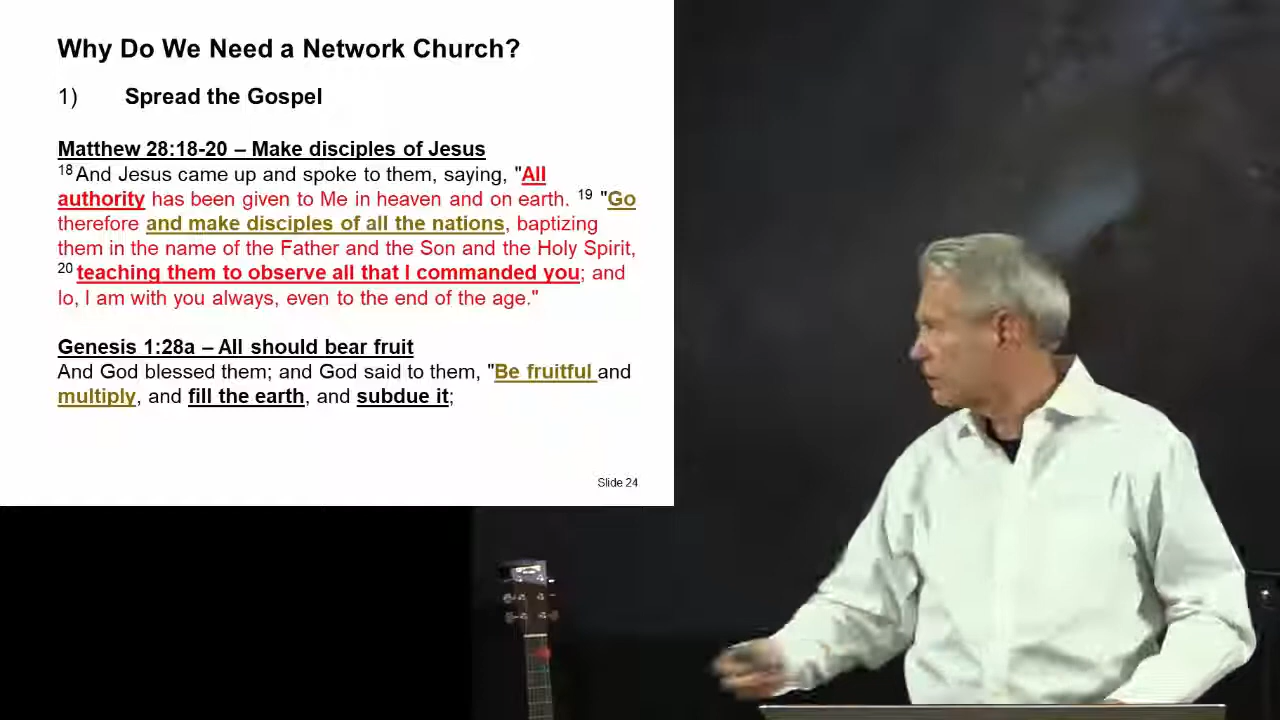 Why Do We Need a Network Church?
1) Spread the Gospel
Matthew 28:18-20 – Make disciples of Jesus
18 And Jesus came up and spoke to them, saying, "All
authority has been given to Me in heaven and on earth. 19 "Go
therefore and make disciples of all the nations, baptizing
them in the name of the Father and the Son and the Holy Spirit,
20 teaching them to observe all that I commanded you; and
lo, I am with you always, even to the end of the age."
Genesis 1:28a – All should bear fruit
And God blessed them; and God said to them, "Be fruitful and
multiply, and fill the earth, and subdue it;
Slide 24